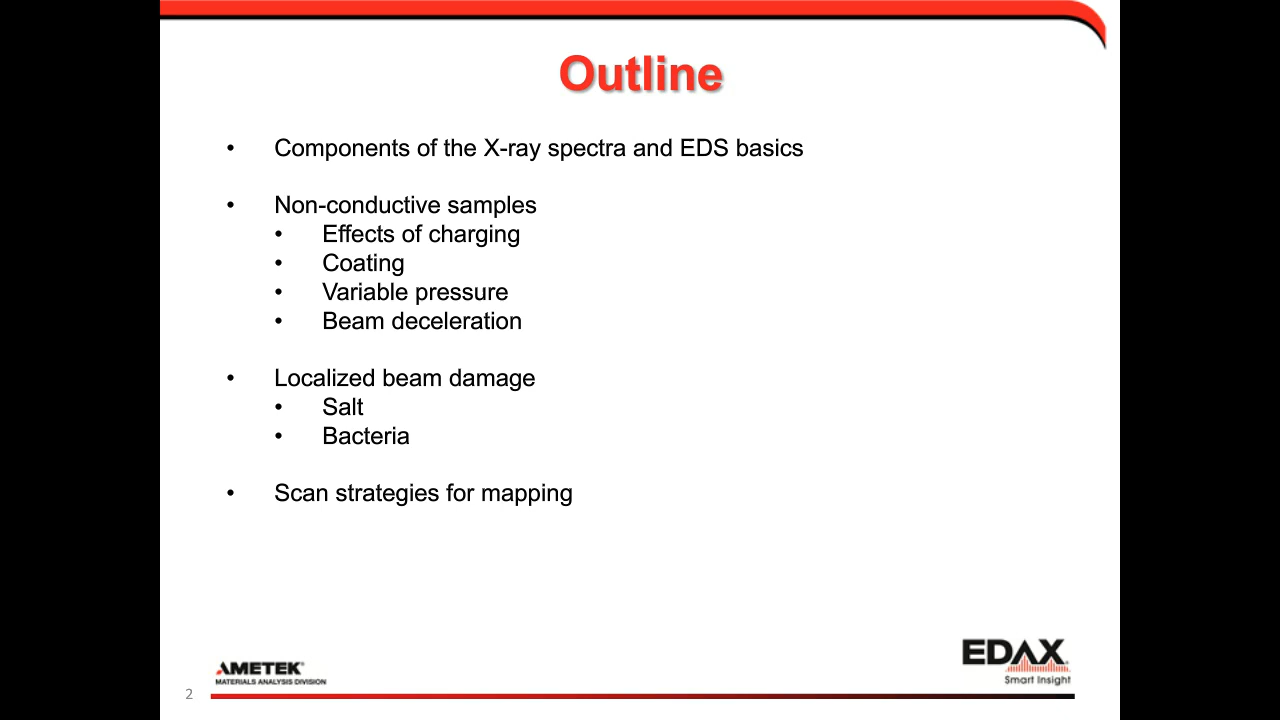 Outline
• Components of the X-ray spectra and EDS basics
• Non-conductive samples
• Effects of charging
• Coating
• Variable pressure
• Beam deceleration
• Localized beam damage
• Salt
• Bacteria
• Scan strategies for mapping
AMETEK®
MATERIALS ANALYSIS DIVISION
EDAX
Smart Insight
2